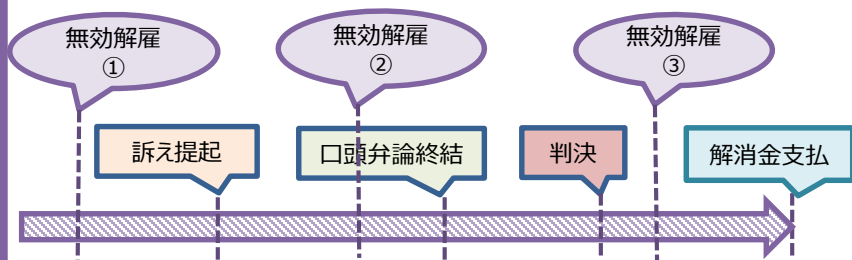 無効解雇
①
無効解雇
②
無効解雇
③
訴え提起
口頭弁論終結
判決
解消金支払